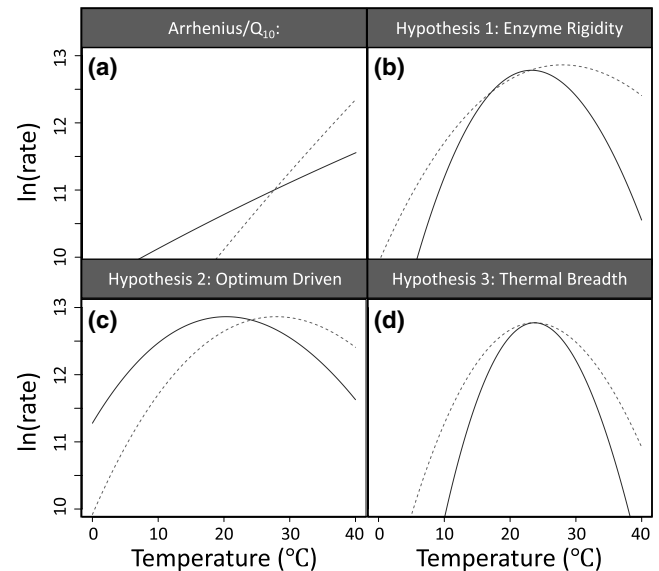 Arrhenius/Q₁₀:
Hypothesis 1: Enzyme Rigidity
(a)
(b)
ln(rate)
13
12
11
10
Hypothesis 2: Optimum Driven
Hypothesis 3: Thermal Breadth
(c)
(d)
ln(rate)
13
12
11
10
0 10 20 30 40
0 10 20 30 40
Temperature (°C)
Temperature (°C)